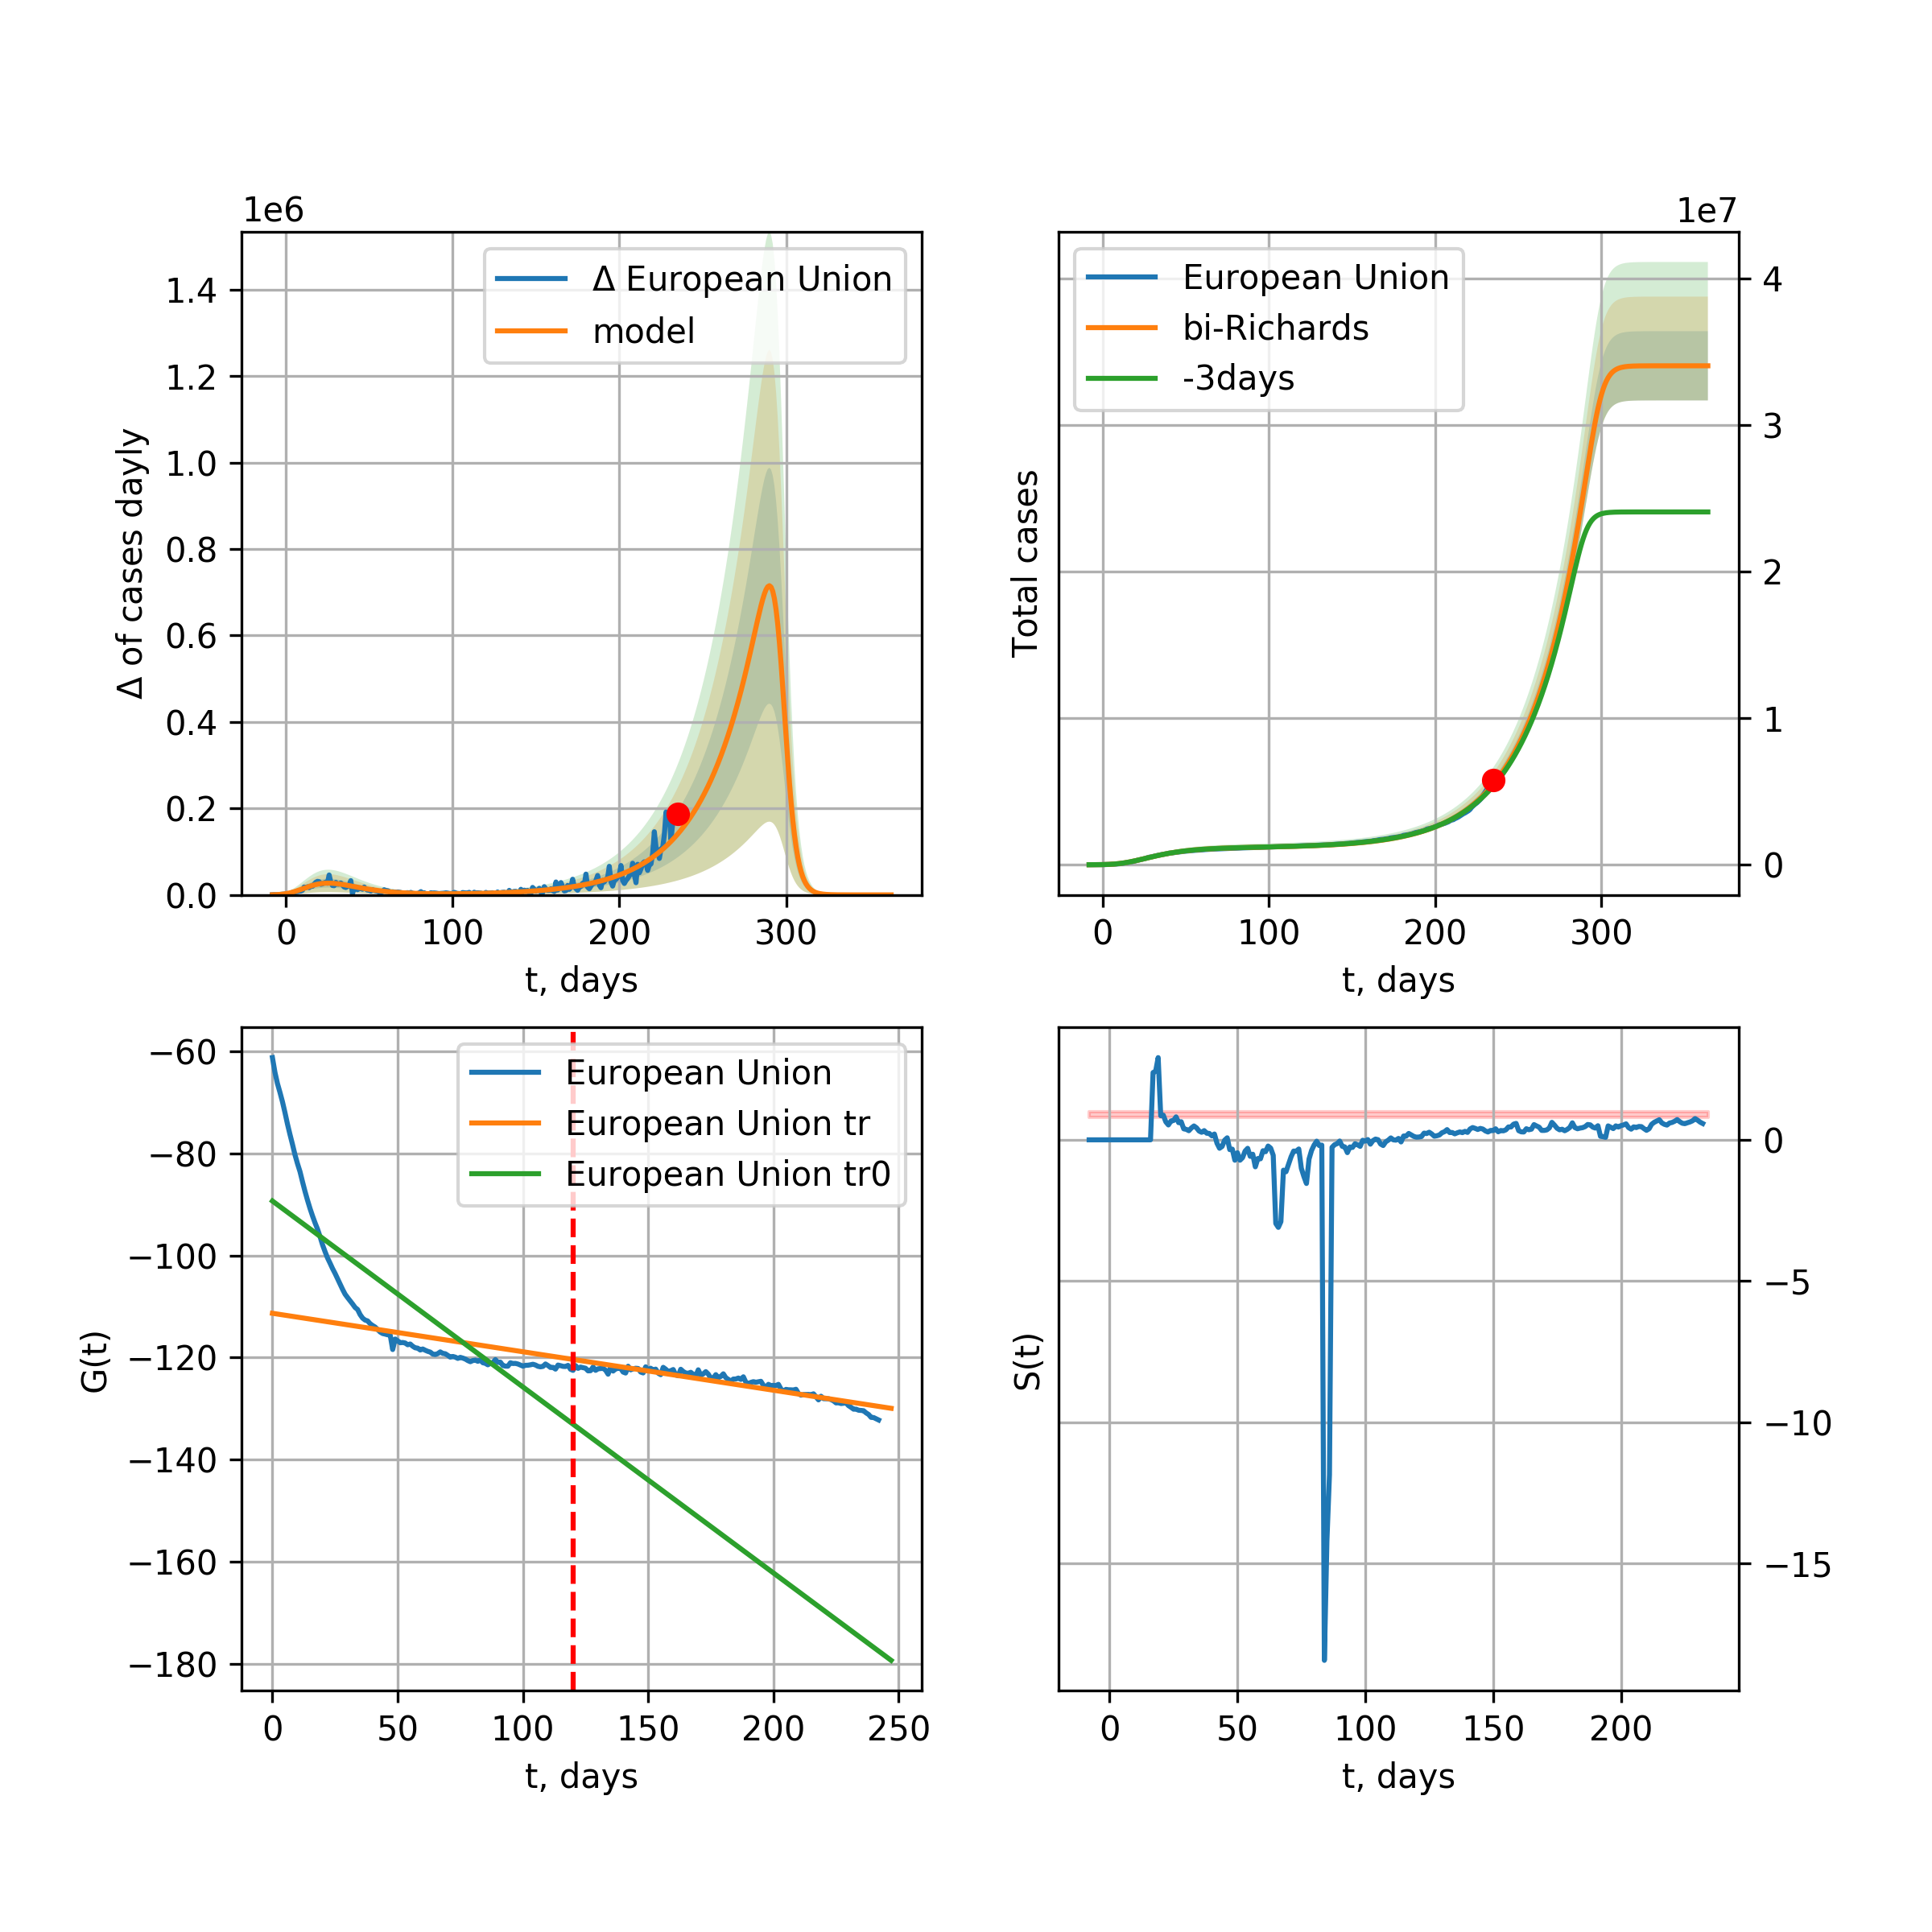 1e6
Δ of cases dayly
1.4
1.2
1.0
0.8
0.6
0.4
0.2
0.0
0 100 200 300
t, days
Δ European Union
model
1e7
Total cases
4
3
2
1
0
0 100 200 300
t, days
European Union
bi-Richards
-3days
G(t)
−60
−80
−100
−120
−140
−160
−180
0 50 100 150 200 250
t, days
European Union
European Union tr
European Union tr0
S(t)
0
−5
−10
−15
0 50 100 150 200
t, days